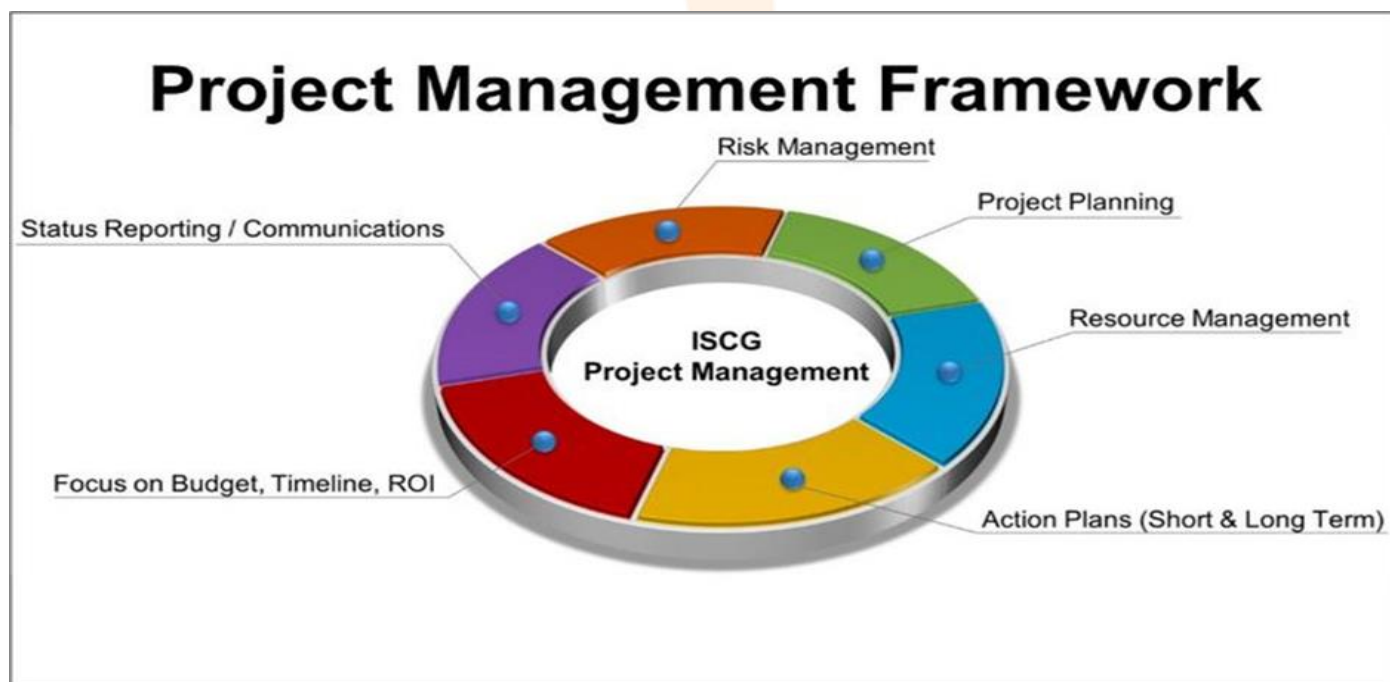 Project Management Framework
Risk Management
Project Planning
Status Reporting / Communications
Resource Management
ISCG
Project Management
Focus on Budget, Timeline, ROI
Action Plans (Short & Long Term)